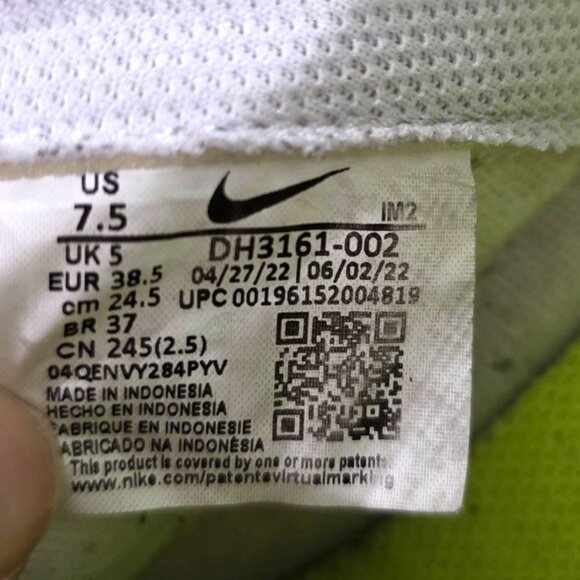 US
7.5
IM2
UK 5
DH3161-002
EUR 38.5
04/27/22 | 06/02/22
cm 24.5
UPC 00196152004819
BR 37
CN 245(2.5)
04QENVY284PYV
MADE IN INDONESIA
HECHO EN INDONESIA
FABRIQUE EN INDONESIE
FABRICADO NA INDONÉSIA
This product is covered by one or more patents.
www.nike.com/patentsvirtualmarking